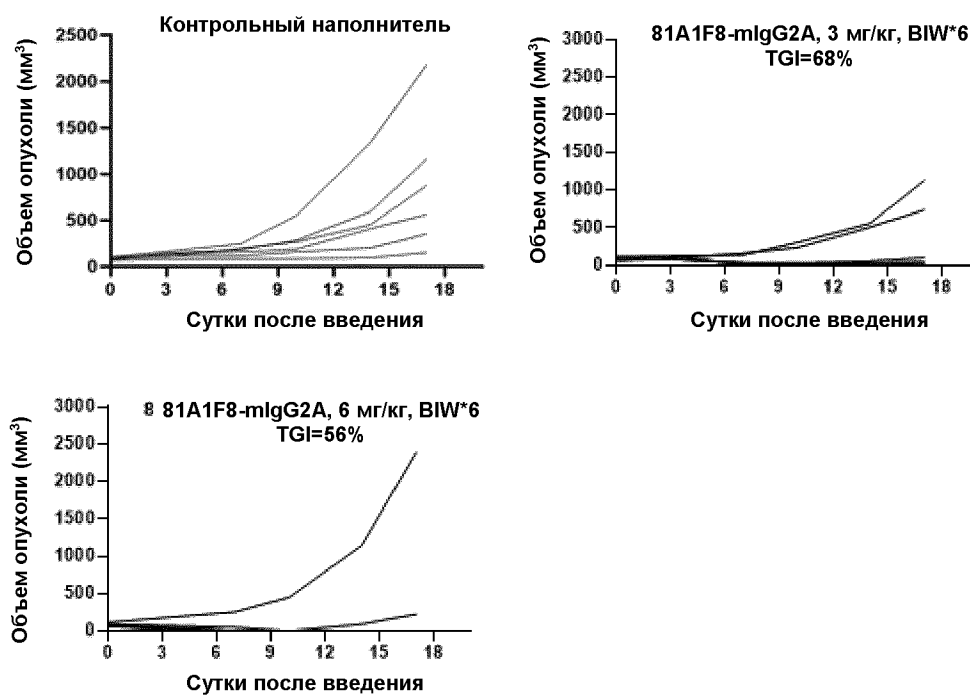 Контрольный наполнитель
Объем опухоли (мм³)
2500
2000
1500
1000
500
0
0 3 6 9 12 15 18
Сутки после введения
81A1F8-mIgG2A, 3 мг/кг, BIW*6
TGI=68%
Объем опухоли (мм³)
3000
2500
2000
1500
1000
500
0
0 3 6 9 12 15 18
Сутки после введения
8 81A1F8-mIgG2A, 6 мг/кг, BIW*6
TGI=56%
Объем опухоли (мм³)
3000
2500
2000
1500
1000
500
0
0 3 6 9 12 15 18
Сутки после введения